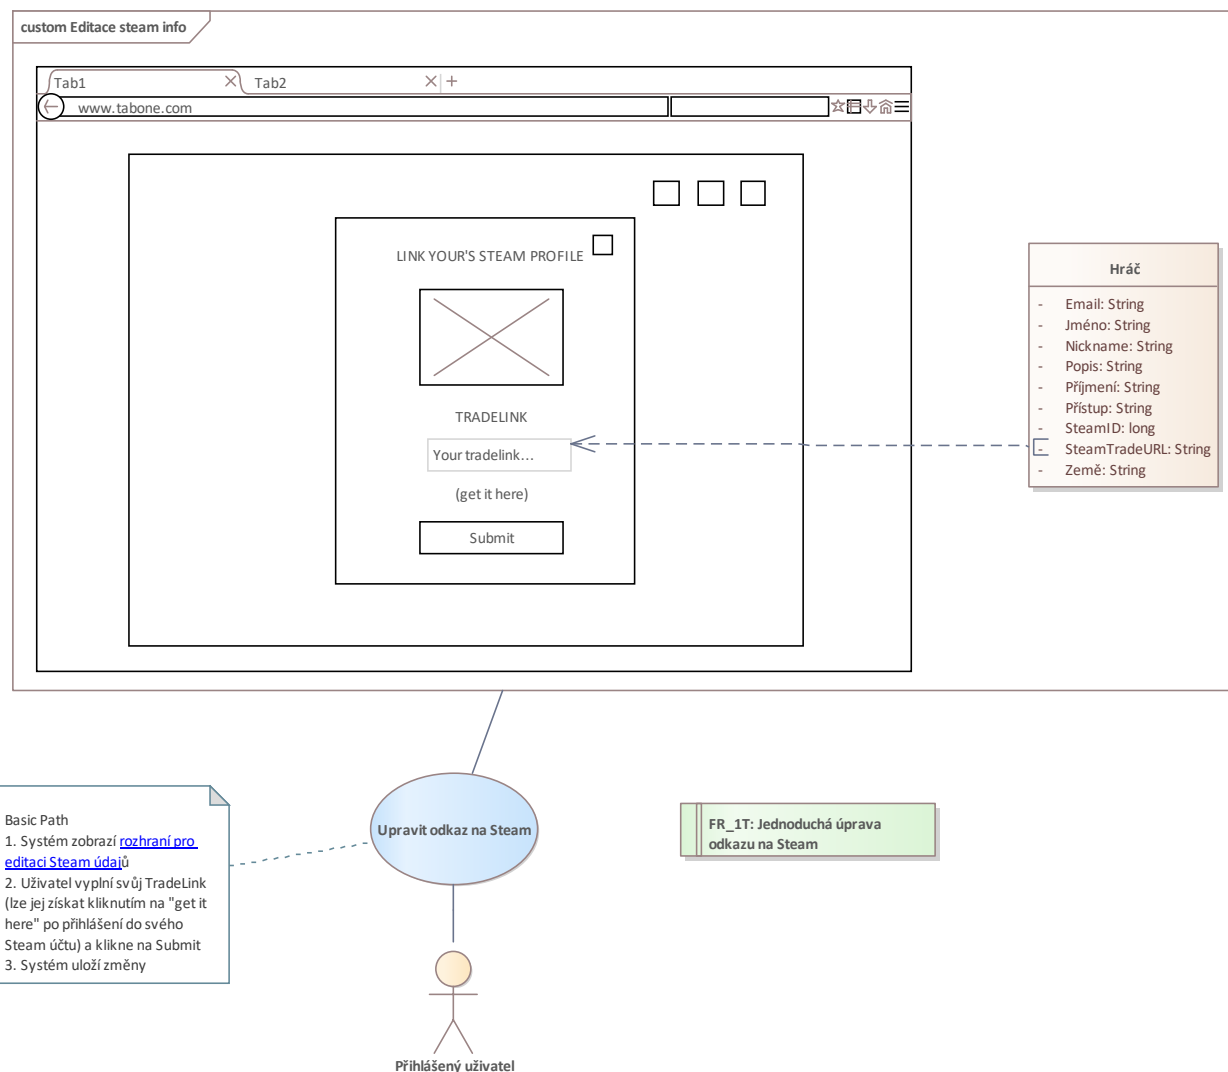 custom Editace steam info
Tab1
Tab2
www.tabone.com
LINK YOUR'S STEAM PROFILE
TRADELINK
Your tradelink...
(get it here)
Submit
Hráč
- Email: String
- Jméno: String
- Nickname: String
- Popis: String
- Příjmení: String
- Přístup: String
- SteamID: long
- SteamTradeURL: String
- Země: String
Basic Path
1. Systém zobrazí rozhraní pro
editaci Steam údajů
2. Uživatel vyplní svůj TradeLink
(lze jej získat kliknutím na "get it
here" po přihlášení do svého
Steam účtu) a klikne na Submit
3. Systém uloží změny
Upravit odkaz na Steam
FR_1T: Jednoduchá úprava
odkazu na Steam
Přihlášený uživatel